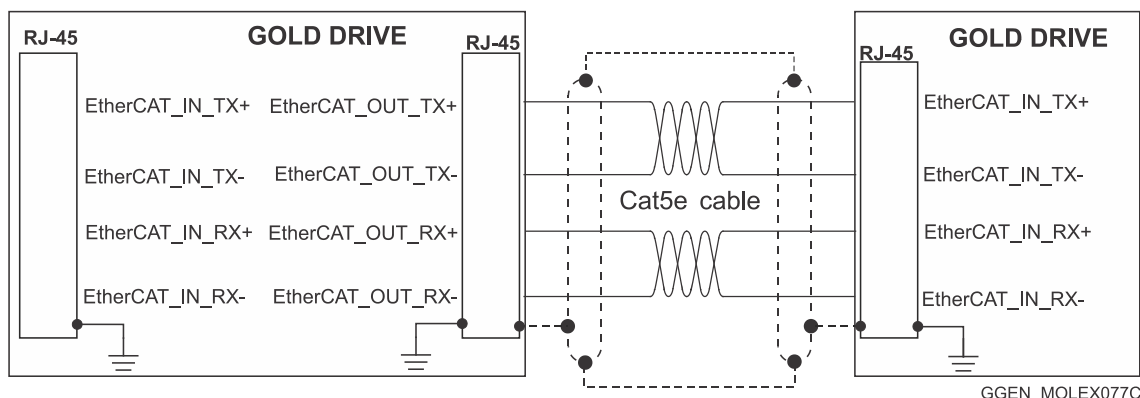 RJ-45
GOLD DRIVE
RJ-45
EtherCAT_IN_TX+
EtherCAT_OUT_TX+
EtherCAT_IN_TX-
EtherCAT_OUT_TX-
EtherCAT_IN_RX+
EtherCAT_OUT_RX+
EtherCAT_IN_RX-
EtherCAT_OUT_RX-
Cat5e cable
GOLD DRIVE
RJ-45
EtherCAT_IN_TX+
EtherCAT_IN_TX-
EtherCAT_IN_RX+
EtherCAT_IN_RX-
GGEN_MOLEX077C